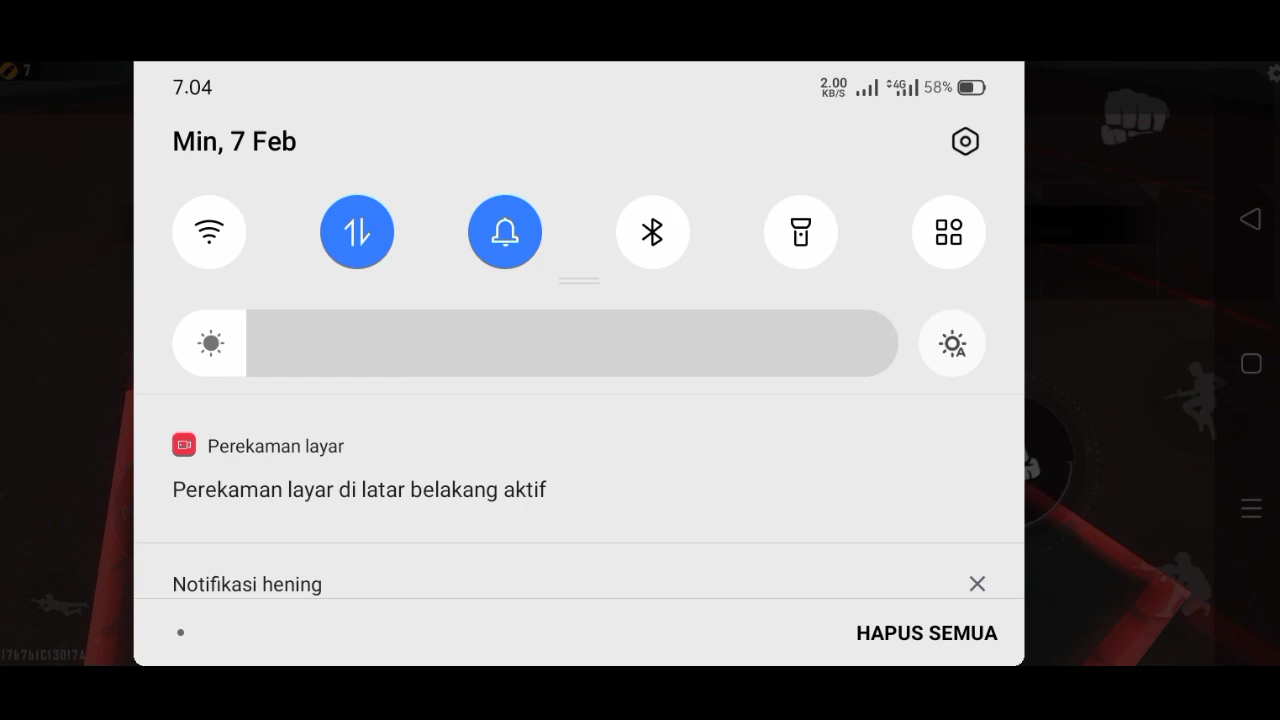 7
7.04
2.00
KB/S
4G
58%
Min, 7 Feb
A
Perekaman layar
Perekaman layar di latar belakang aktif
Notifikasi hening
HAPUS SEMUA